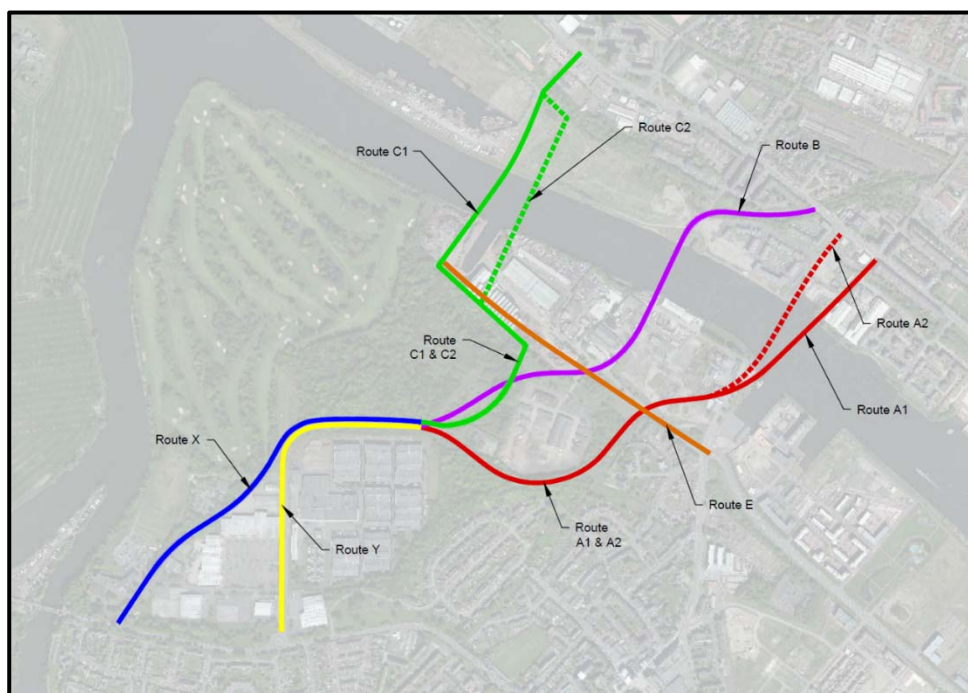 Route C2
Route B
Route C1
Route A2
Route
C1 & C2
Route A1
Route X
Route E
Route
A1 & A2
Route Y